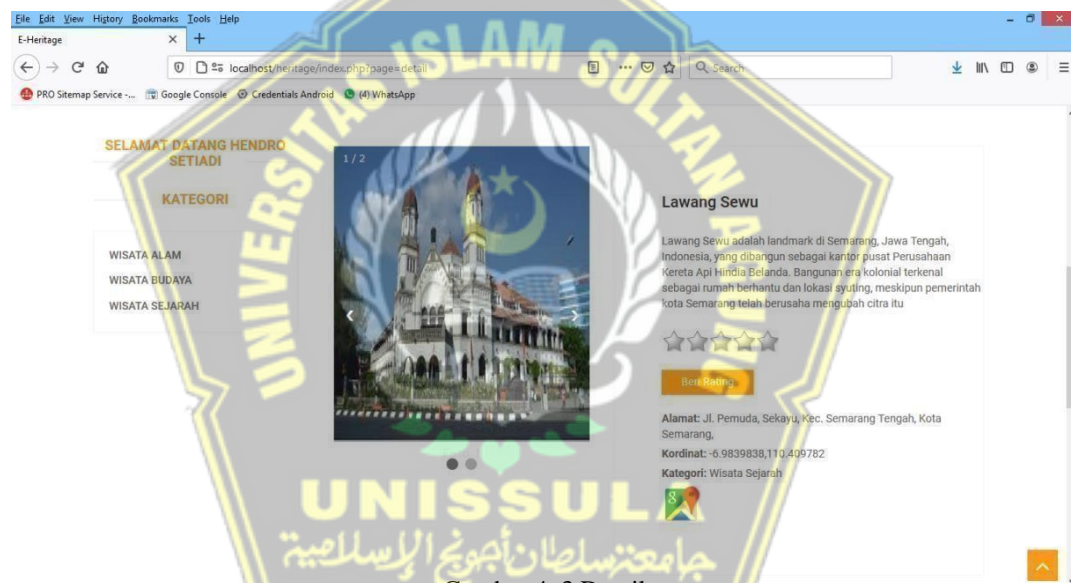 File Edit View History Bookmarks Tools Help
E-Heritage
localhost/heritage/index.php?page=detail
Search
PRO Sitemap Service -... Google Console Credentials Android (4) WhatsApp
SELAMAT DATANG HENDRO
SETIADI
KATEGORI
WISATA ALAM
WISATA BUDAYA
WISATA SEJARAH
1 / 2
Lawang Sewu
Lawang Sewu adalah landmark di Semarang, Jawa Tengah,
Indonesia, yang dibangun sebagai kantor pusat Perusahaan
Kereta Api Hindia Belanda. Bangunan era kolonial terkenal
sebagai rumah berhantu dan lokasi syuting, meskipun pemerintah
kota Semarang telah berusaha mengubah citra itu
Beri Rating
Alamat: Jl. Pemuda, Sekayu, Kec. Semarang Tengah, Kota
Semarang,
Kordinat: -6.9839838,110.409782
Kategori: Wisata Sejarah
UNIVERSITAS ISLAM SULTAN AGUNG
UNISSULA
جامعتسلطان أجونج الإسلامية